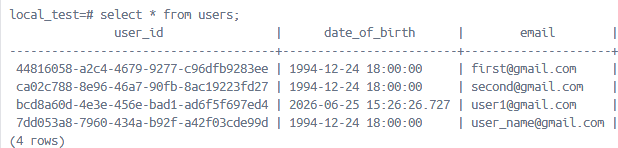 local_test=# select * from users;
user_id | date_of_birth | email |
--------------------------------------+-------------------------+---------------------+
44816058-a2c4-4679-9277-c96dfb9283ee | 1994-12-24 18:00:00 | first@gmail.com |
ca02c788-8e96-46a7-90fb-8ac19223fd27 | 1994-12-24 18:00:00 | second@gmail.com |
bcd8a60d-4e3e-456e-bad1-ad6f5f697ed4 | 2026-06-25 15:26:26.727 | user1@gmail.com |
7dd053a8-7960-434a-b92f-a42f03cde99d | 1994-12-24 18:00:00 | user_name@gmail.com |
(4 rows)